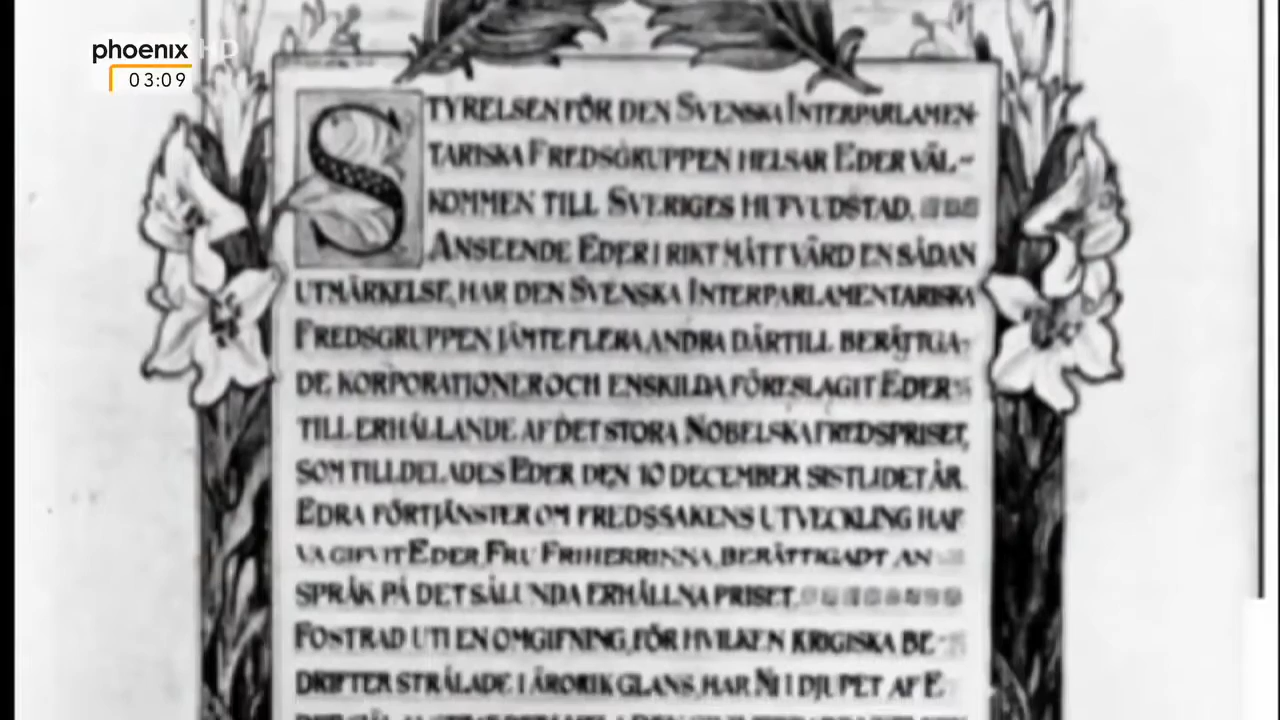 phoenix HD
03:09
STYRELSEN FÖR DEN SVENSKA INTERPARLAMEN-
TARISKA FREDSGRUPPEN HELSAR EDER VÄL-
KOMMEN TILL SVERIGES HUFVUDSTAD.
ANSEENDE EDER I RIKT MÅTT VÄRD EN SÅDAN
UTMÄRKELSE, HAR DEN SVENSKA INTERPARLAMENTARISKA
FREDSGRUPPEN JÄMTE FLERA ANDRA DÄRTILL BERÄTTIGA-
DE KORPORATIONER OCH ENSKILDA FÖRESLAGIT EDER
TILL ERHÅLLANDE AF DET STORA NOBELSKA FREDSPRISET,
SOM TILLDELADES EDER DEN 10 DECEMBER SISTLIDET ÅR.
EDRA FÖRTJÄNSTER OM FREDSSAKENS UTVECKLING HAF
VA GIFVIT EDER, FRU FRIHERRINNA, BERÄTTIGADT AN
SPRÅK PÅ DET SÅLUNDA ERHÅLLNA PRISET.
FOSTRAD UTI EN OMGIFNING, FÖR HVILKEN KRIGISKA BE-
DRIFTER STRÅLADE I ÄRORIK GLANS, HAR NI I DJUPET AF E